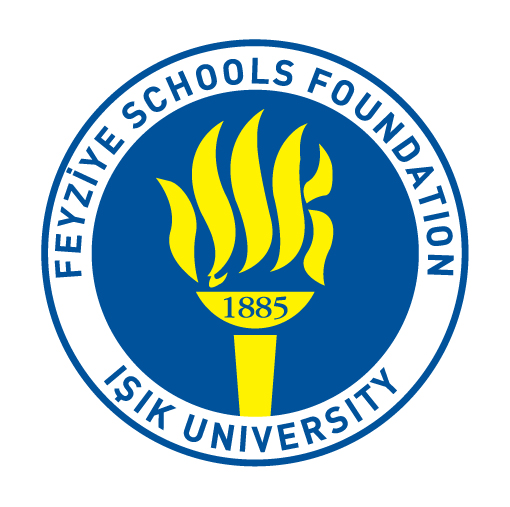 FEYZİYE SCHOOLS FOUNDATION
1885
IŞIK UNIVERSITY